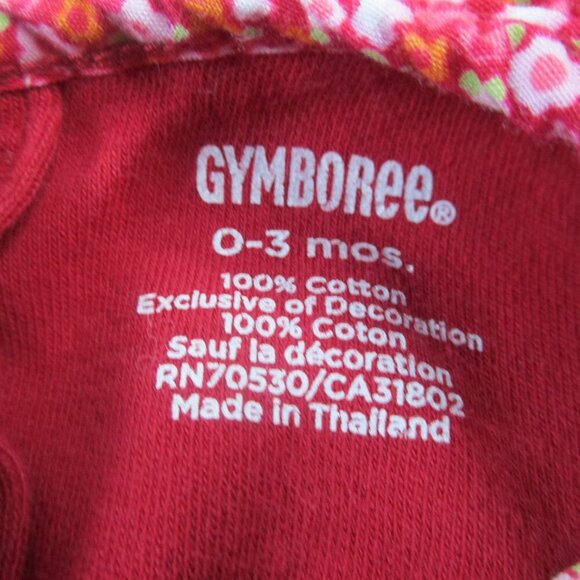 GYMBOREE®
0-3 mos.
100% Cotton
Exclusive of Decoration
100% Coton
Sauf la décoration
RN70530/CA31802
Made in Thailand